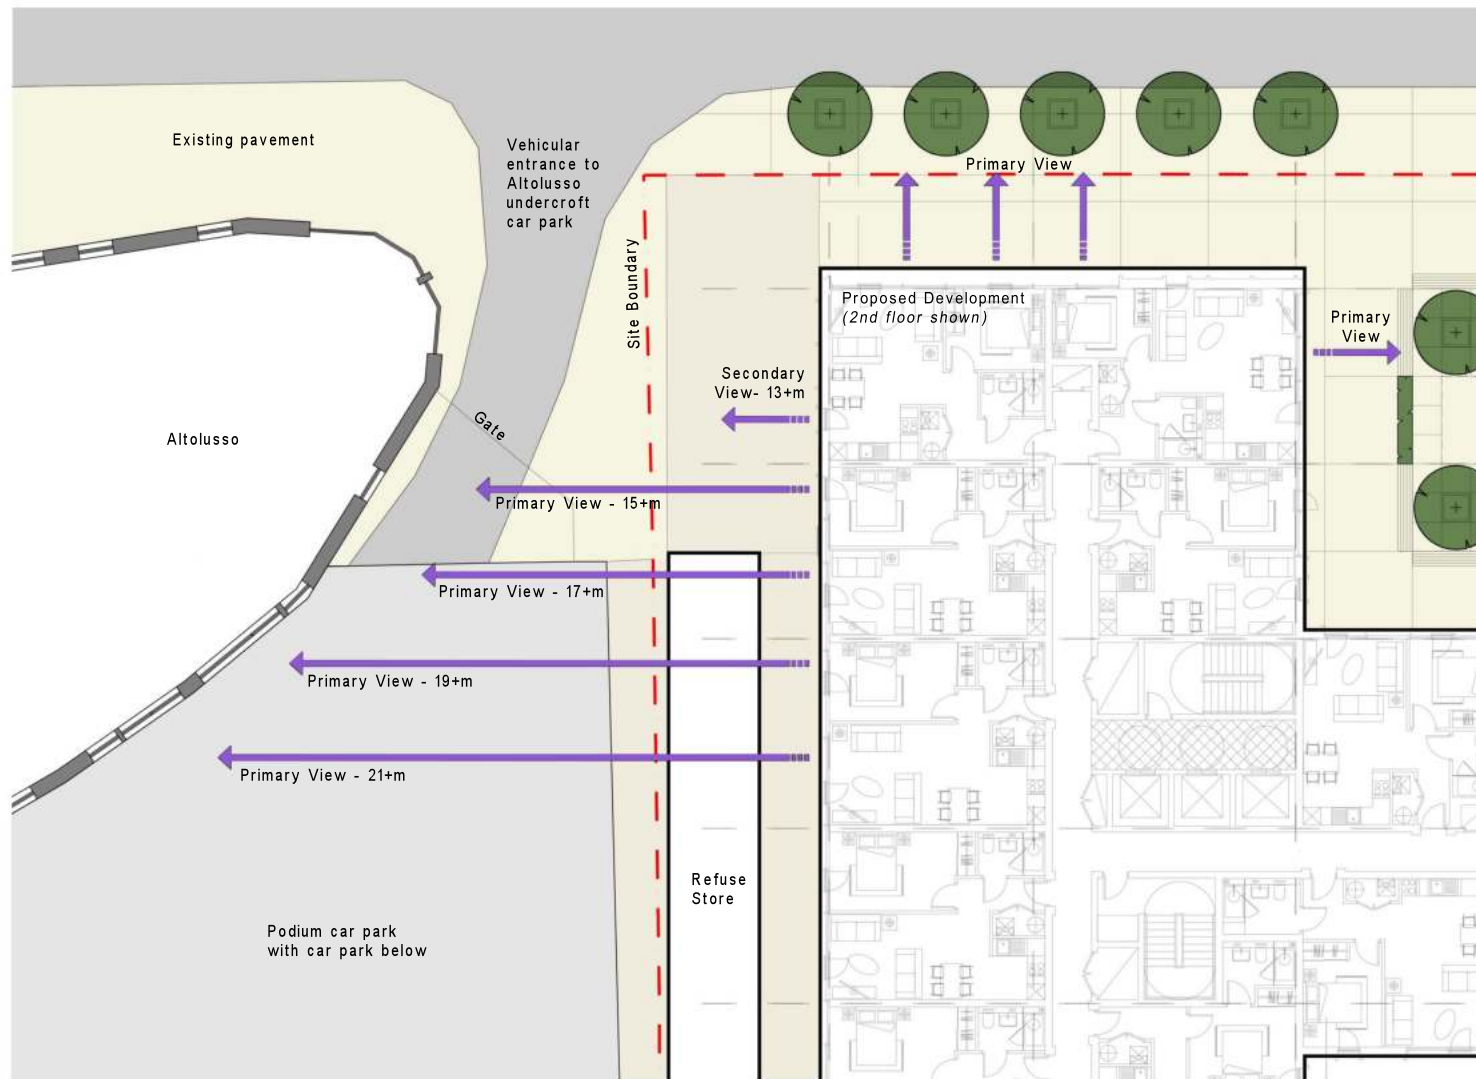 Existing pavement
Vehicular
entrance to
Altolusso
undercroft
car park
Primary View
Site Boundary
Proposed Development
(2nd floor shown)
Primary
View
Secondary
View- 13+m
Altolusso
Gate
Primary View - 15+m
Primary View - 17+m
Primary View - 19+m
Primary View - 21+m
Refuse
Store
Podium car park
with car park below